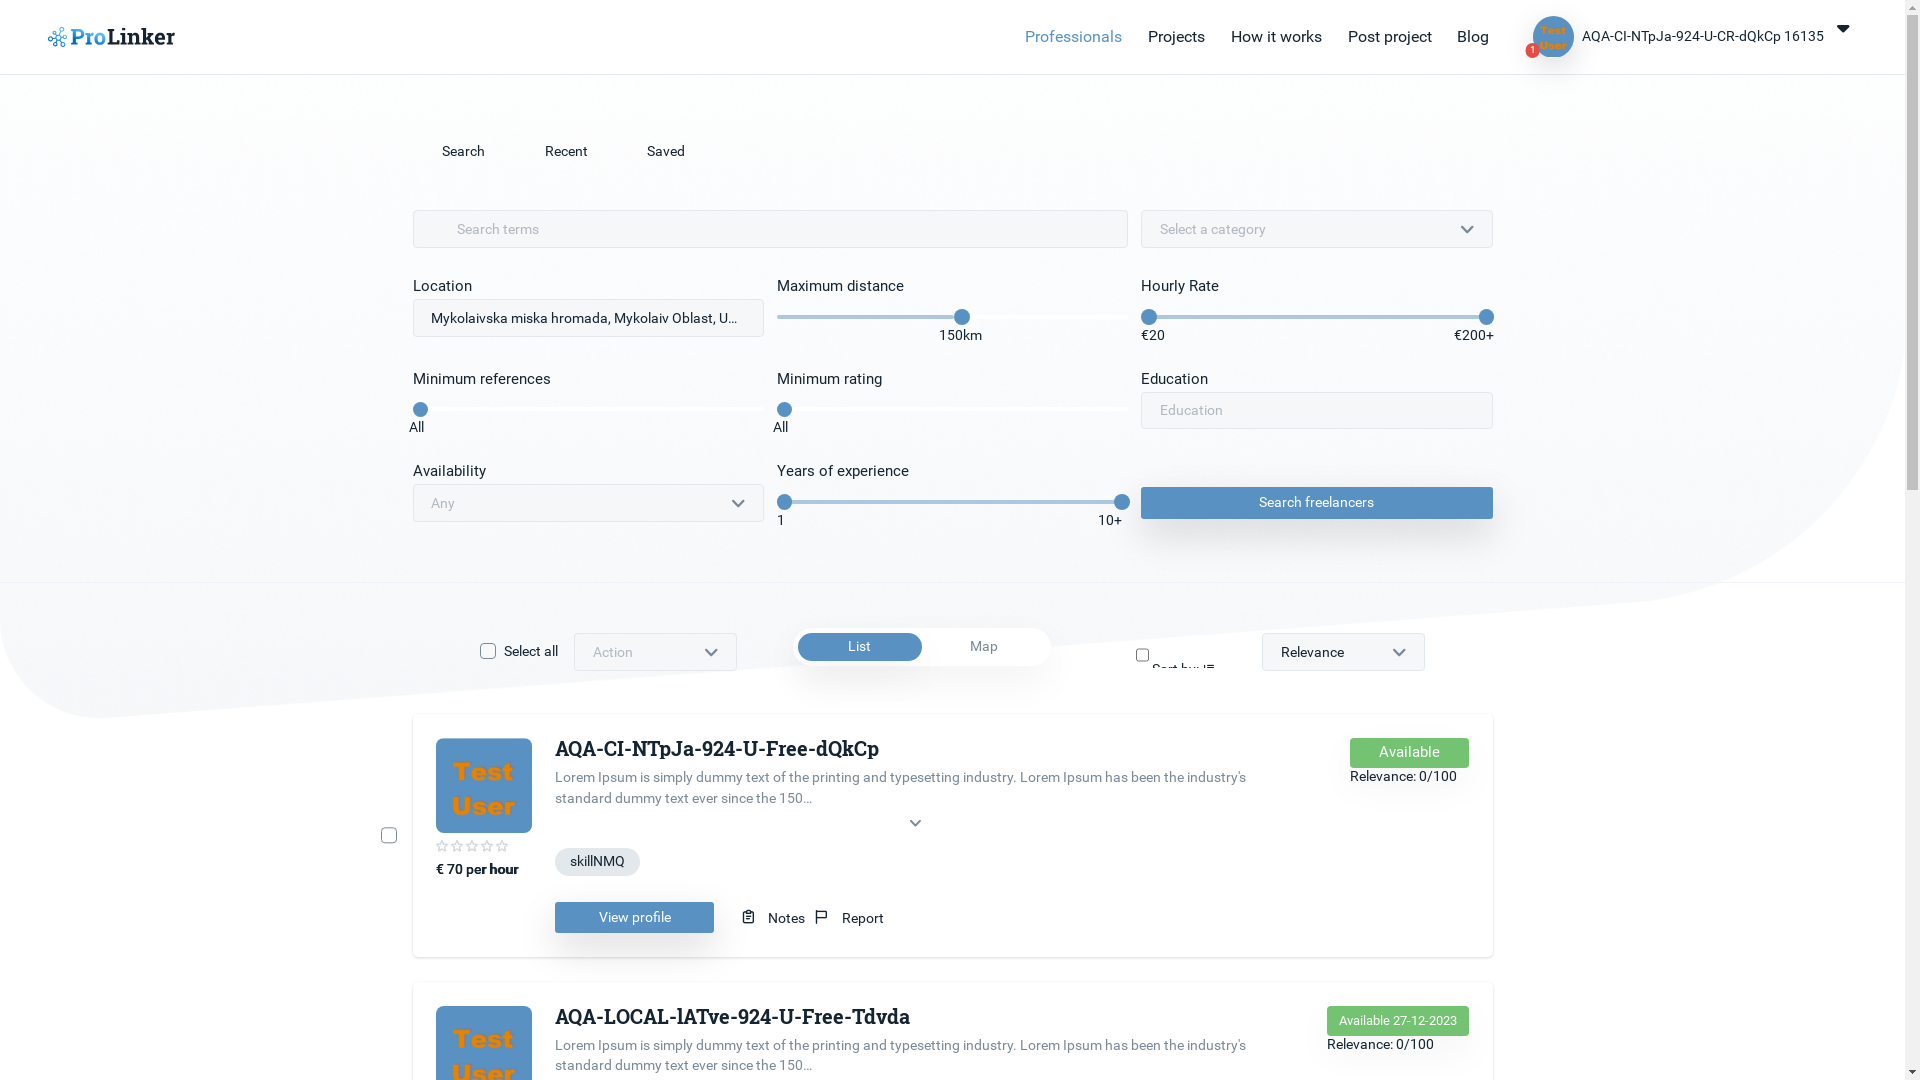 ProLinker
Professionals Projects How it works Post project Blog
Test User
1
AQA-CI-NTpJa-924-U-CR-dQkCp 16135
Search Recent Saved
Search terms
Select a category
Location
Mykolaivska miska hromada, Mykolaiv Oblast, U...
Maximum distance
150km
Hourly Rate
€20 €200+
Minimum references
All
Minimum rating
All
Education
Education
Availability
Any
Years of experience
1 10+
Search freelancers
Select all
Action
List Map
Relevance
Test
User
€ 70 per hour
AQA-CI-NTpJa-924-U-Free-dQkCp
Lorem Ipsum is simply dummy text of the printing and typesetting industry. Lorem Ipsum has been the industry's
standard dummy text ever since the 150...
skillNMQ
View profile Notes Report
Available
Relevance: 0/100
Test
User
AQA-LOCAL-lATve-924-U-Free-Tdvda
Lorem Ipsum is simply dummy text of the printing and typesetting industry. Lorem Ipsum has been the industry's
standard dummy text ever since the 150...
Available 27-12-2023
Relevance: 0/100